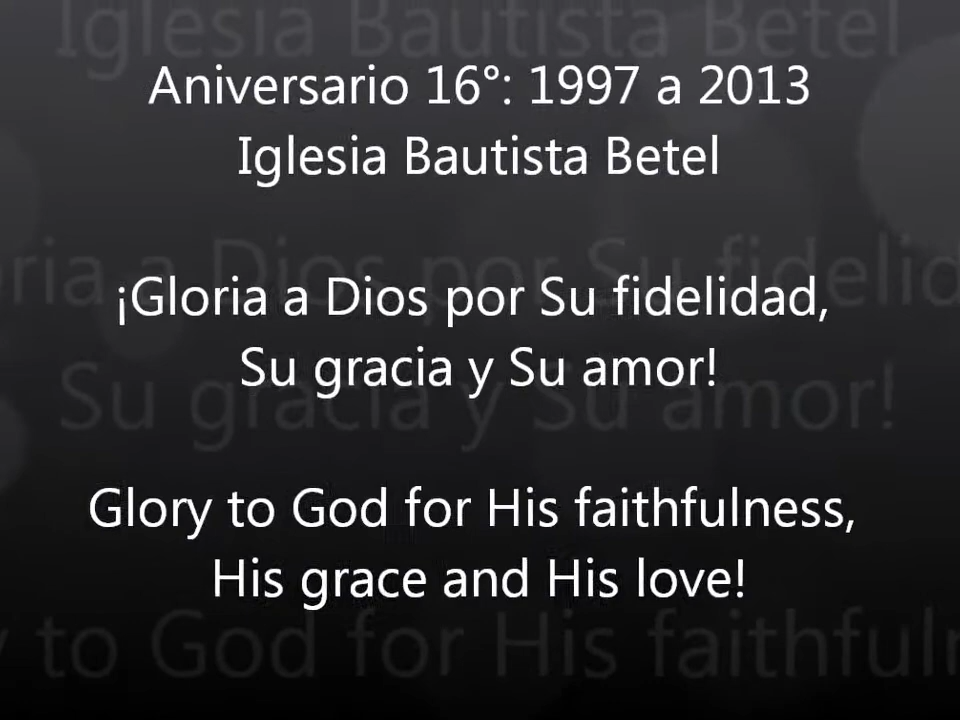 Aniversario 16°: 1997 a 2013
Iglesia Bautista Betel
¡Gloria a Dios por Su fidelidad,
Su gracia y Su amor!
Glory to God for His faithfulness,
His grace and His love!